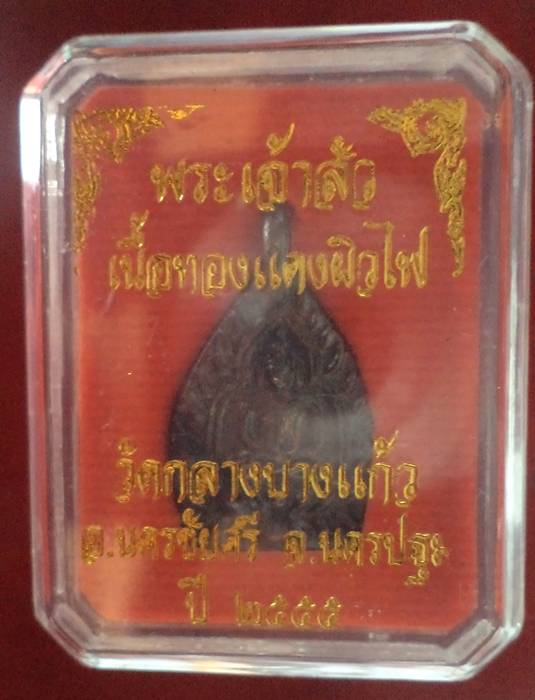 พระเจ้าสัว
เนื้อทองแดงผิวไฟ
วัดกลางบางแก้ว
อ.นครชัยศรี จ.นครปฐม
ปี ๒๕๕๕